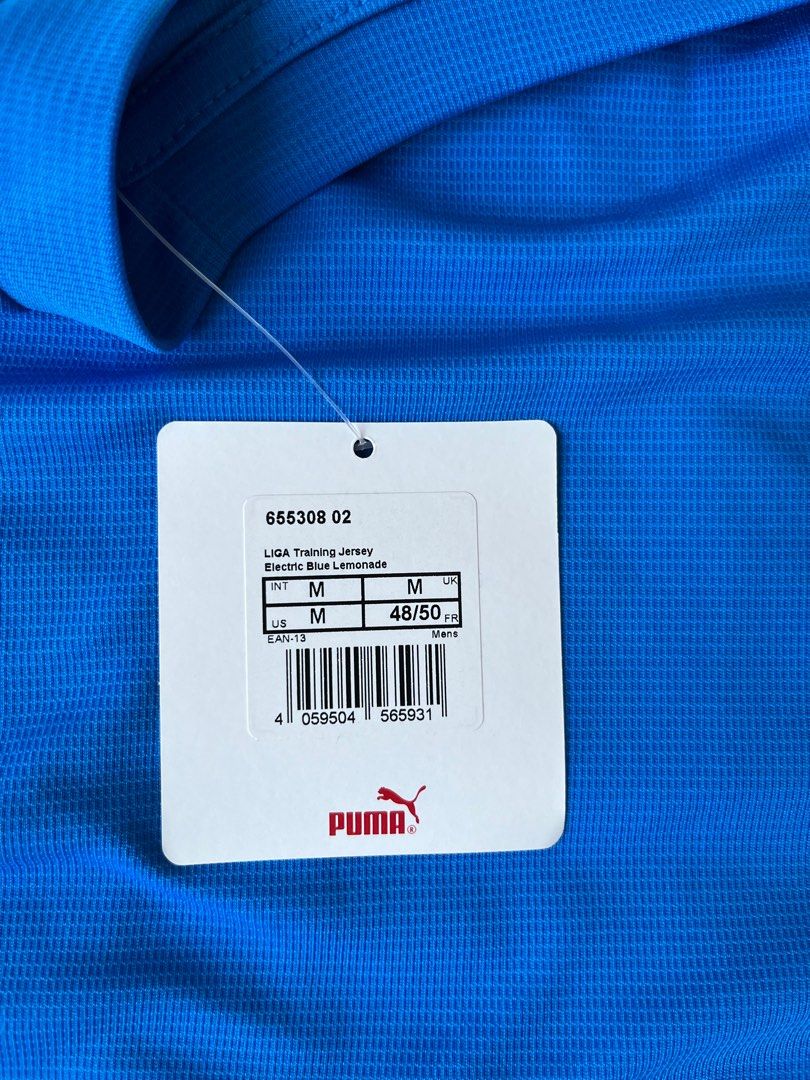 655308 02
LIGA Training Jersey
Electric Blue Lemonade
INT M M UK
US M 48/50 FR
EAN-13 Mens
4 059504 565931
PUMA®